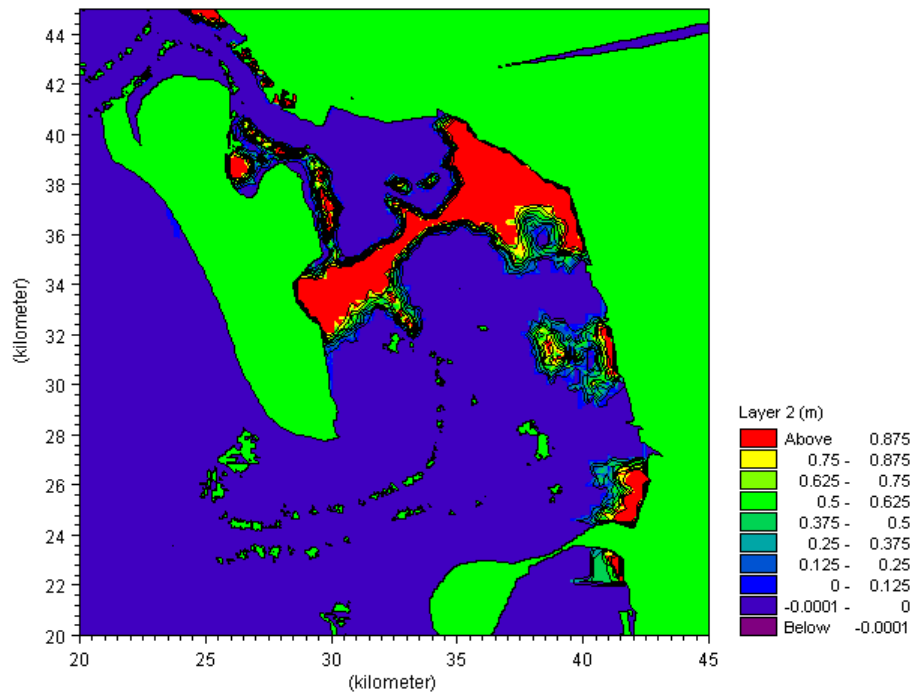 44
42
40
38
36
34
32
30
28
26
24
22
20
(kilometer)
20 25 30 35 40 45
(kilometer)
Layer 2 (m)
Above 0.875
0.75 - 0.875
0.625 - 0.75
0.5 - 0.625
0.375 - 0.5
0.25 - 0.375
0.125 - 0.25
0 - 0.125
-0.0001 - 0
Below -0.0001